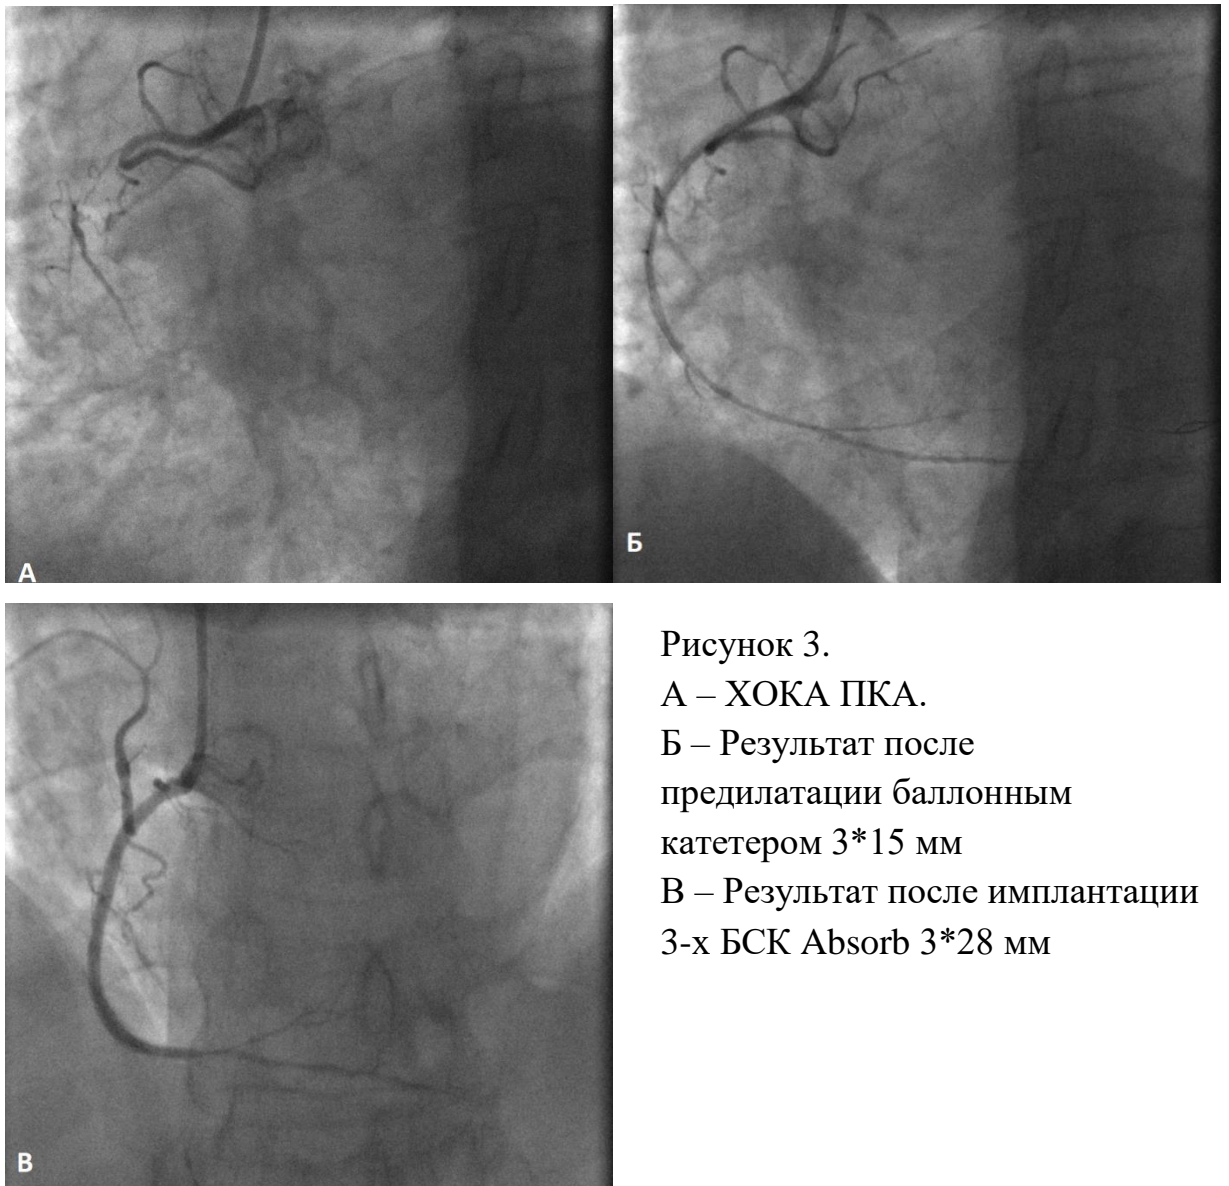 А
Б
В
Рисунок 3.
А – ХОКА ПКА.
Б – Результат после
предилатации баллонным
катетером 3*15 мм
В – Результат после имплантации
3-х БСК Absorb 3*28 мм